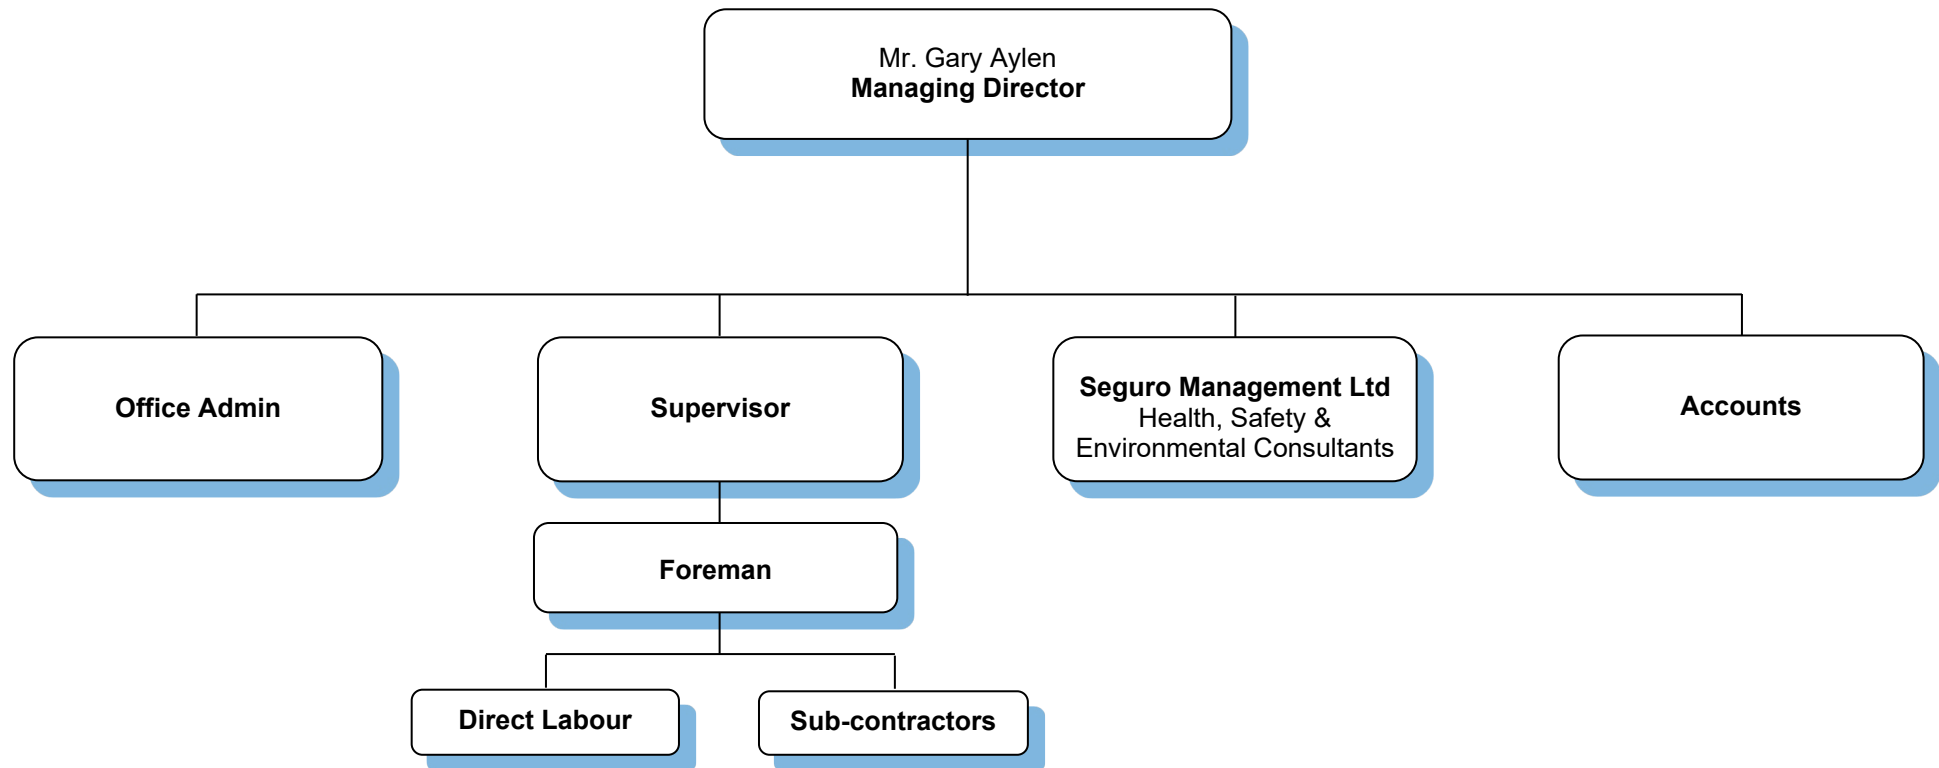 Mr. Gary Aylen
Managing Director
Office Admin
Supervisor
Seguro Management Ltd
Health, Safety &
Environmental Consultants
Accounts
Foreman
Direct Labour
Sub-contractors